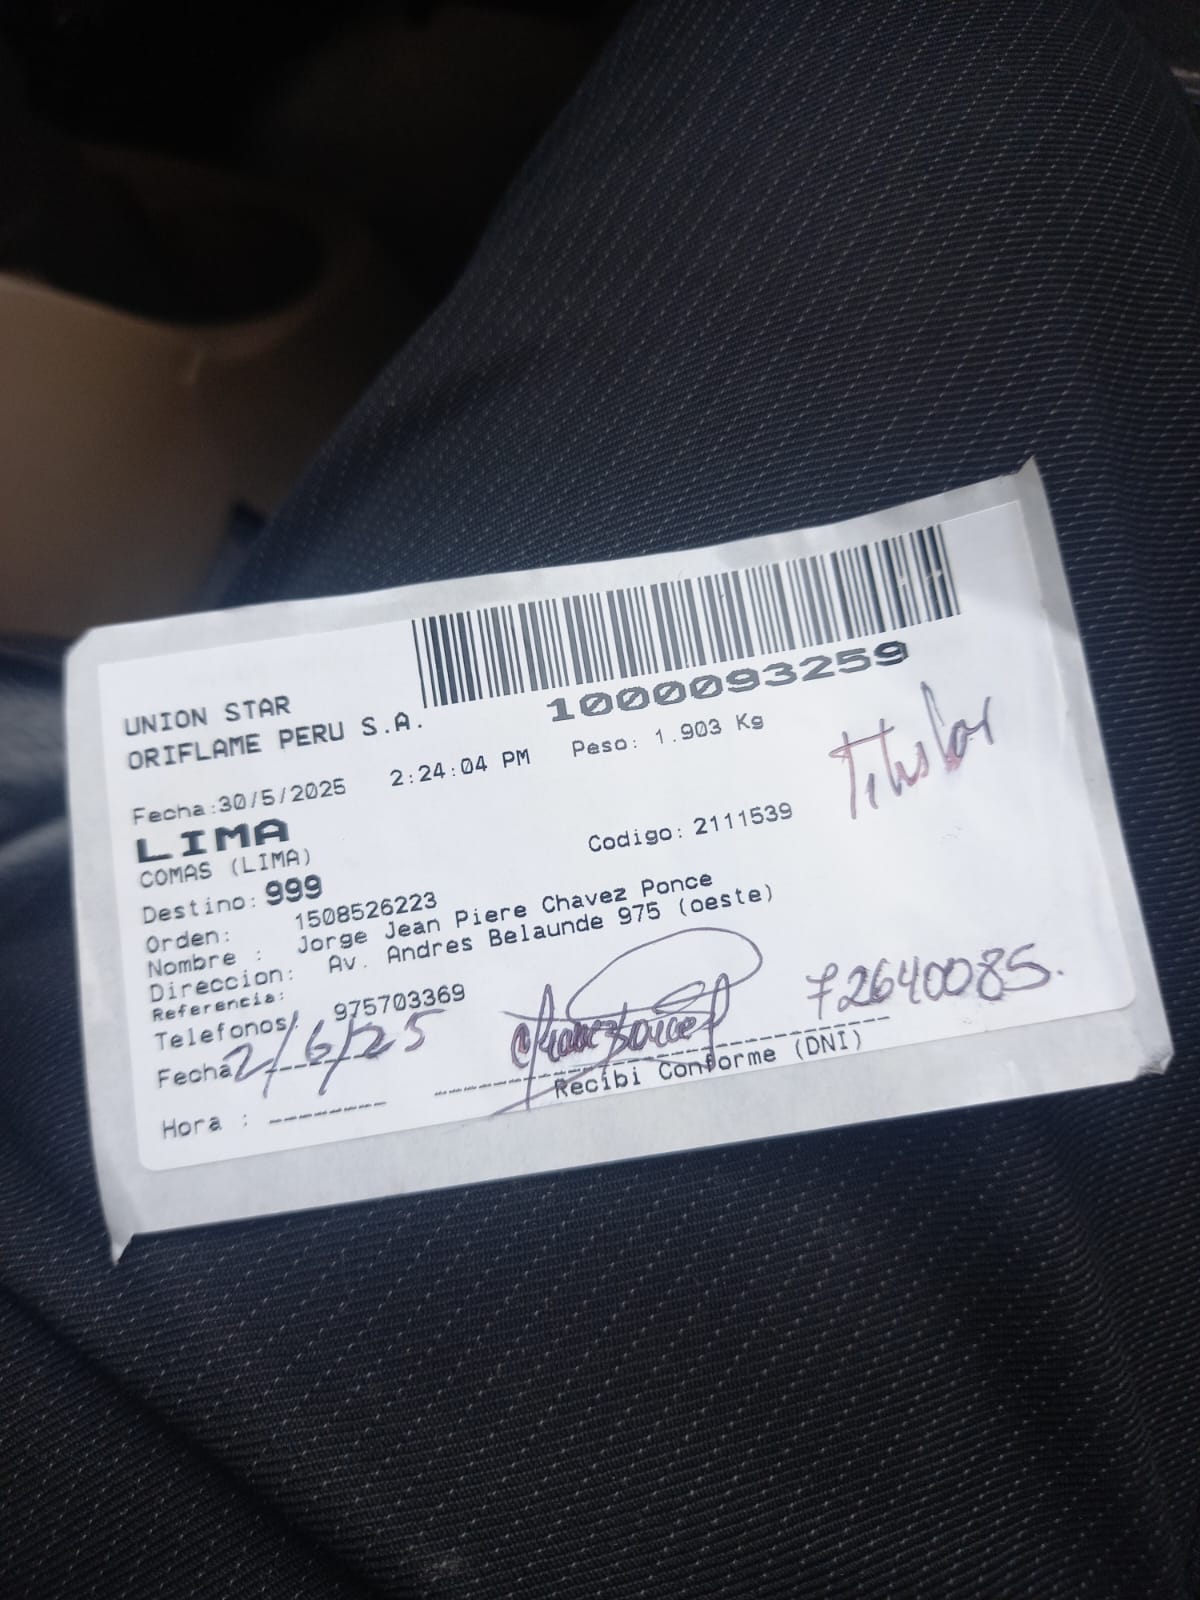 1000093259
UNION STAR
ORIFLAME PERU S.A.
Fecha:30/5/2025 2:24:04 PM Peso: 1.903 Kg
Titular
LIMA
COMAS (LIMA) Codigo: 2111539
Destino: 999
Orden: 1508526223
Nombre : Jorge Jean Piere Chavez Ponce
Direccion: Av. Andres Belaunde 975 (oeste)
Referencia:
Telefonos: 975703369
72640085.
Fecha 2/6/25
Recibi Conforme (DNI)
Hora : --------